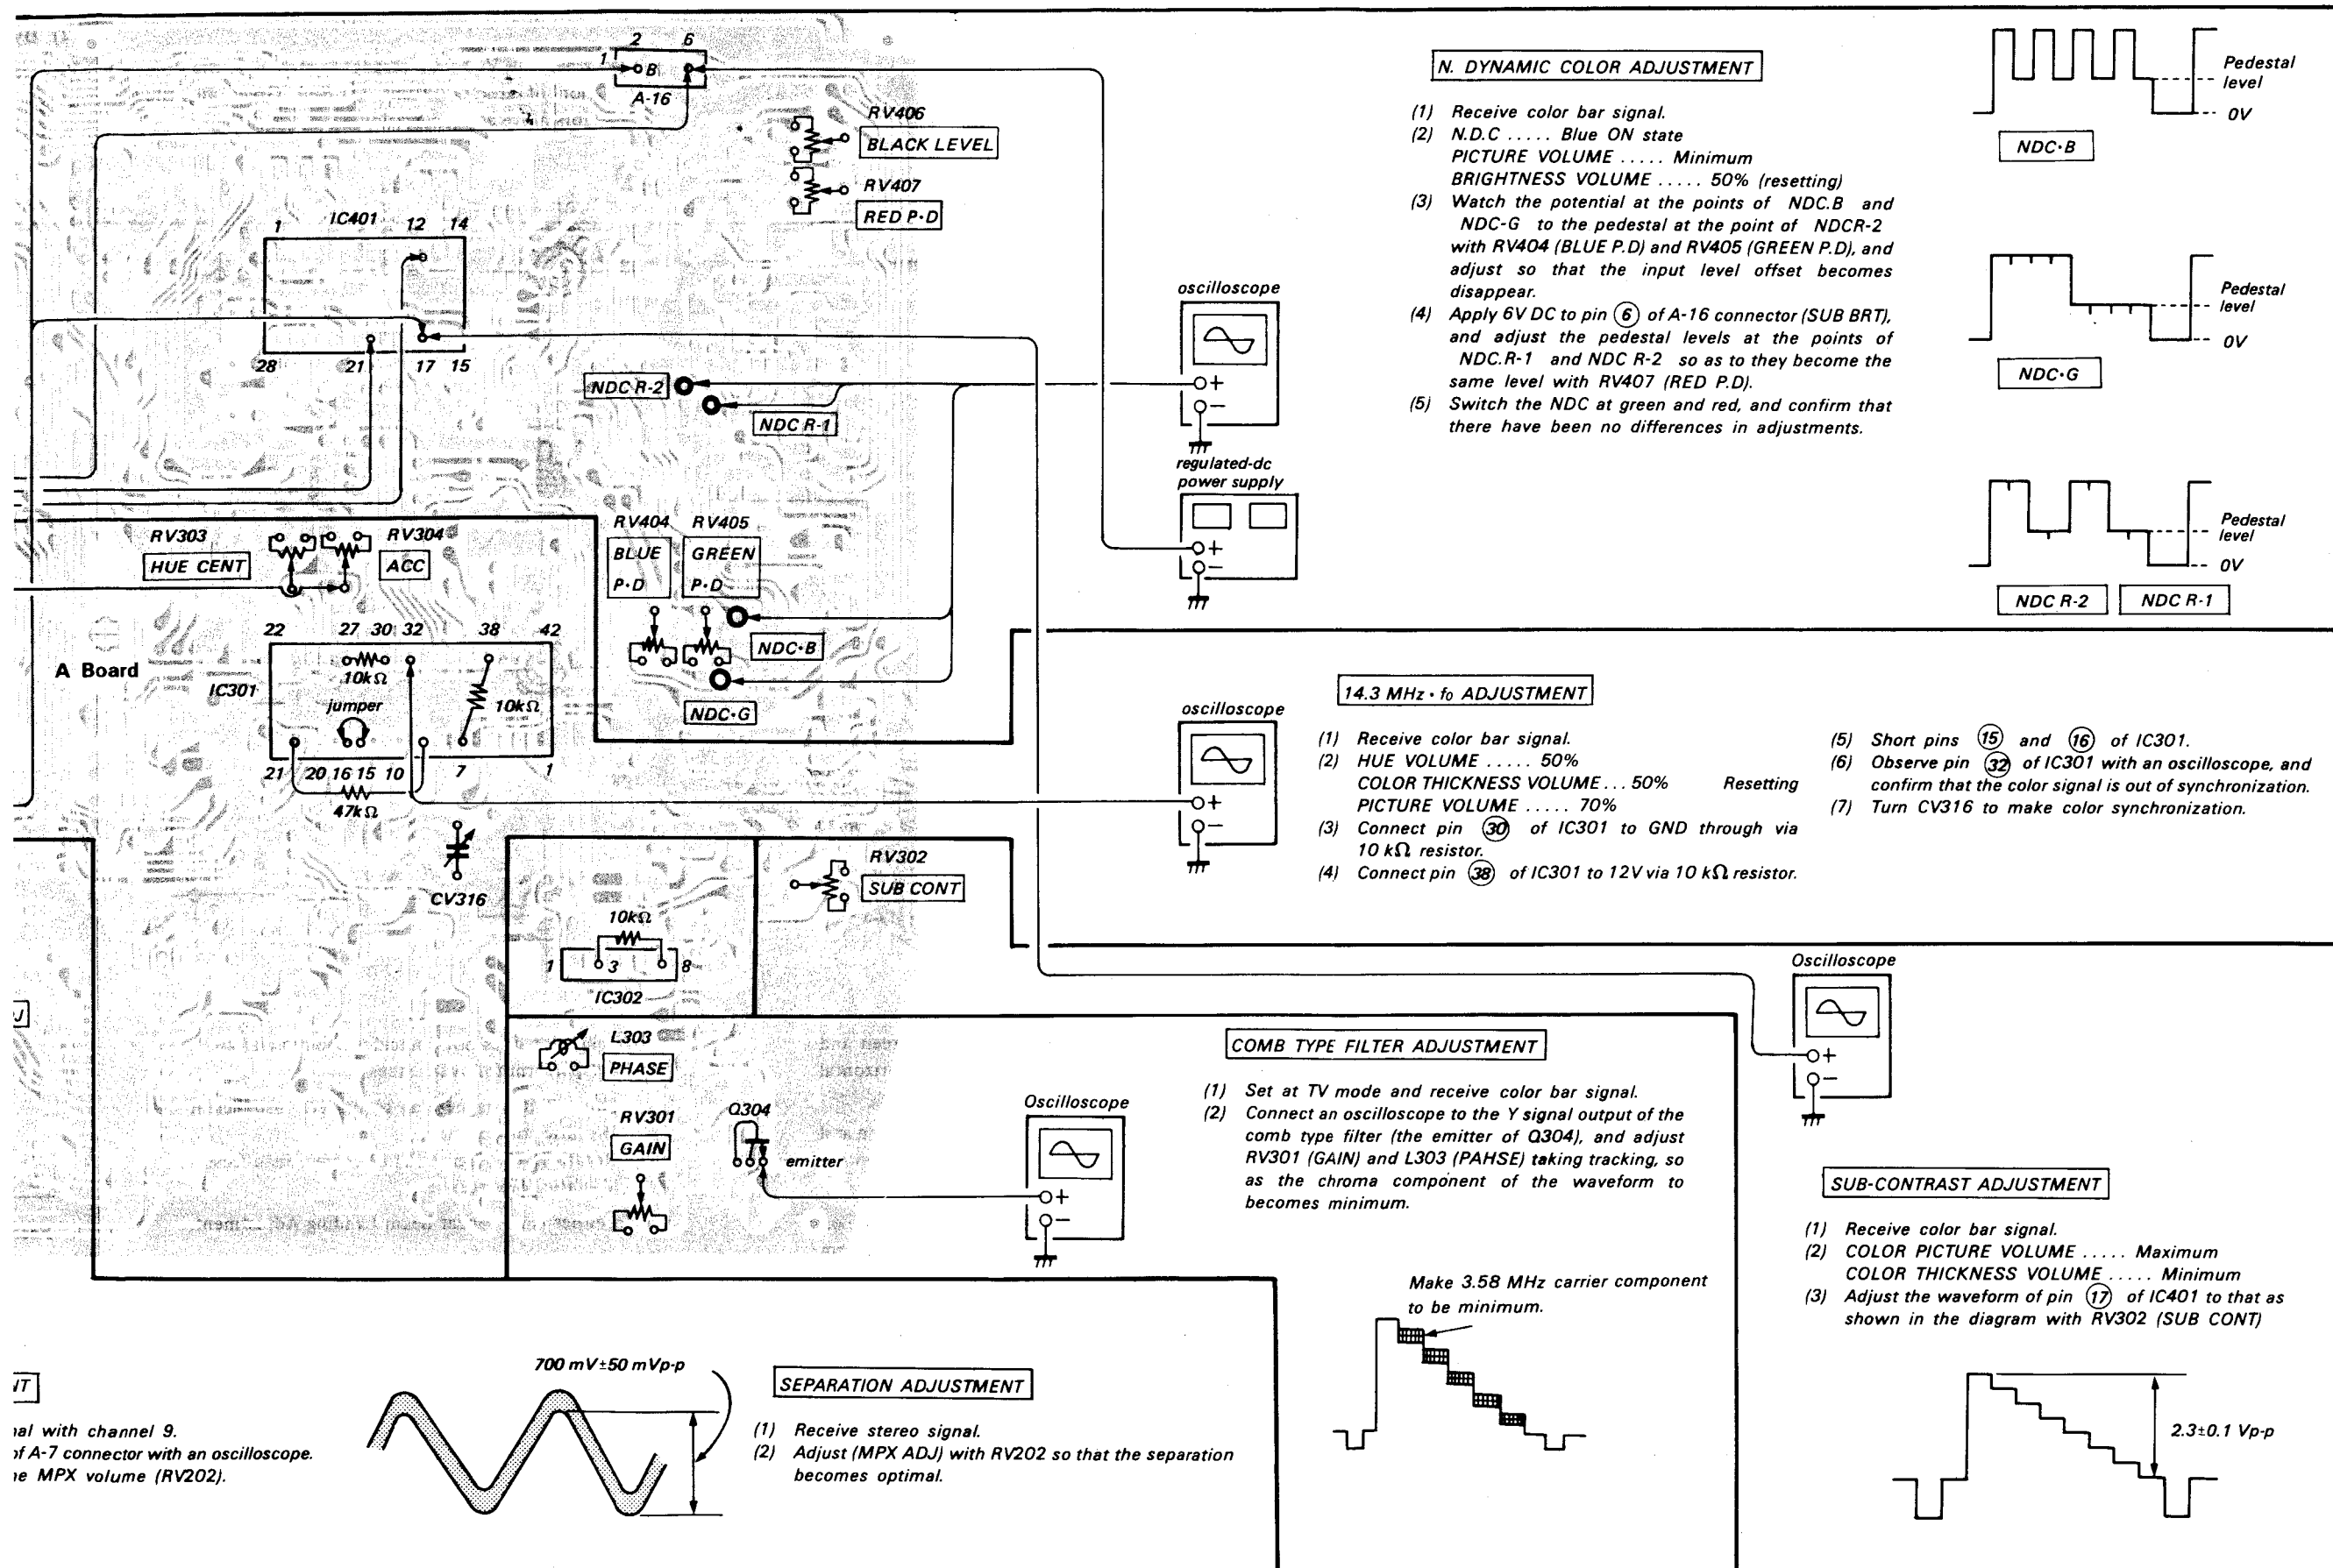 2 6
1 B
A-16
RV406
BLACK LEVEL
RV407
RED P·D
IC401
1 12 14
28 21 17 15
NDC R-2
NDC R-1
oscilloscope
+
−
regulated-dc
power supply
+
−
RV303
HUE CENT
RV304
ACC
RV404 RV405
BLUE P·D
GREEN P·D
NDC·B
NDC·G
A Board
22 27 30 32 38 42
IC301
10kΩ
jumper
10kΩ
21 20 16 15 10 7 1
47kΩ
CV316
oscilloscope
+
−
RV302
SUB CONT
10kΩ
1 3 8
IC302
L303
PHASE
RV301
GAIN
Q304
emitter
Oscilloscope
+
−
Oscilloscope
+
−
N. DYNAMIC COLOR ADJUSTMENT
(1) Receive color bar signal.
(2) N.D.C ..... Blue ON state
PICTURE VOLUME ..... Minimum
BRIGHTNESS VOLUME ..... 50% (resetting)
(3) Watch the potential at the points of NDC.B and
NDC-G to the pedestal at the point of NDCR-2
with RV404 (BLUE P.D) and RV405 (GREEN P.D), and
adjust so that the input level offset becomes
disappear.
(4) Apply 6V DC to pin ⑥ of A-16 connector (SUB BRT),
and adjust the pedestal levels at the points of
NDC.R-1 and NDC R-2 so as to they become the
same level with RV407 (RED P.D).
(5) Switch the NDC at green and red, and confirm that
there have been no differences in adjustments.
Pedestal
level
0V
NDC·B
Pedestal
level
0V
NDC·G
Pedestal
level
0V
NDC R-2 NDC R-1
14.3 MHz · fo ADJUSTMENT
(1) Receive color bar signal.
(2) HUE VOLUME ..... 50%
COLOR THICKNESS VOLUME ... 50% Resetting
PICTURE VOLUME ..... 70%
(3) Connect pin ㉚ of IC301 to GND through via
10 kΩ resistor.
(4) Connect pin ㊳ of IC301 to 12V via 10 kΩ resistor.
(5) Short pins ⑮ and ⑯ of IC301.
(6) Observe pin ㉜ of IC301 with an oscilloscope, and
confirm that the color signal is out of synchronization.
(7) Turn CV316 to make color synchronization.
COMB TYPE FILTER ADJUSTMENT
(1) Set at TV mode and receive color bar signal.
(2) Connect an oscilloscope to the Y signal output of the
comb type filter (the emitter of Q304), and adjust
RV301 (GAIN) and L303 (PAHSE) taking tracking, so
as the chroma component of the waveform to
becomes minimum.
Make 3.58 MHz carrier component
to be minimum.
SUB-CONTRAST ADJUSTMENT
(1) Receive color bar signal.
(2) COLOR PICTURE VOLUME ..... Maximum
COLOR THICKNESS VOLUME ..... Minimum
(3) Adjust the waveform of pin ⑰ of IC401 to that as
shown in the diagram with RV302 (SUB CONT)
2.3±0.1 Vp-p
J
NT
nal with channel 9.
of A-7 connector with an oscilloscope.
ne MPX volume (RV202).
700 mV±50 mVp-p
SEPARATION ADJUSTMENT
(1) Receive stereo signal.
(2) Adjust (MPX ADJ) with RV202 so that the separation
becomes optimal.